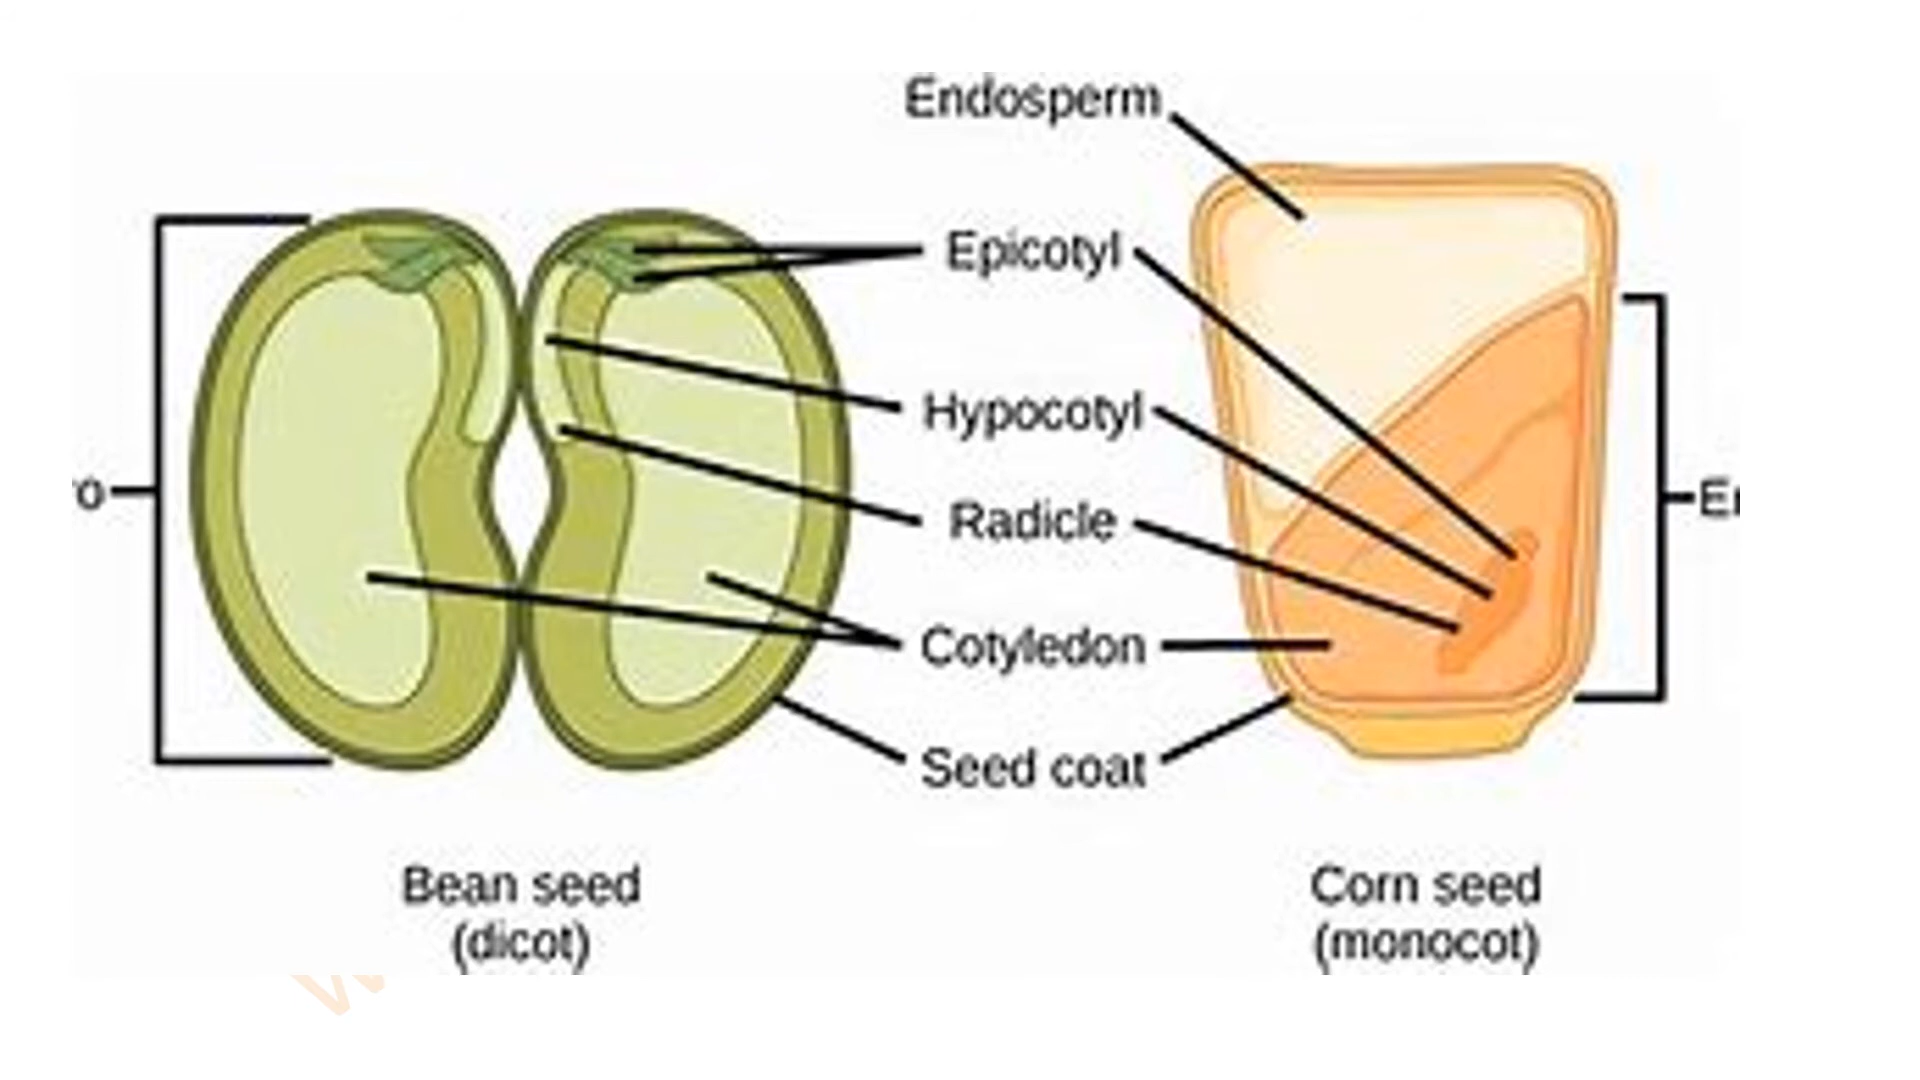 Endosperm
Epicotyl
Hypocotyl
Radicle
Cotyledon
Seed coat
Bean seed
(dicot)
Corn seed
(monocot)